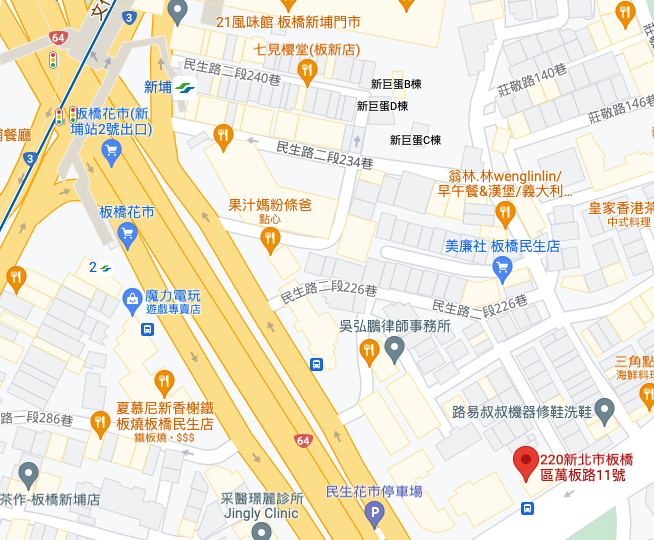 文化
3
64
21風味館 板橋新埔門市
七見櫻堂(板新店)
民生路二段240巷
新巨蛋B棟
新巨蛋D棟
新巨蛋C棟
莊敬路140巷
莊敬路146巷
新埔
板橋花市(新
埔站2號出口)
埔餐廳
3
民生路二段234巷
翁林.林wenglinlin/
早午餐&漢堡/義大利...
果汁媽粉條爸
點心
皇家香港茶
中式料理
板橋花市
美廉社 板橋民生店
2
魔力電玩
遊戲專賣店
民生路二段226巷
民生路二段226巷
吳弘鵬律師事務所
三角點
海鮮料理
夏慕尼新香榭鐵
板燒板橋民生店
鐵板燒・$$$
路一段286巷
路易叔叔機器修鞋洗鞋
64
220新北市板橋
區萬板路11號
茶作-板橋新埔店
采醫璟麗診所
Jingly Clinic
民生花市停車場
P